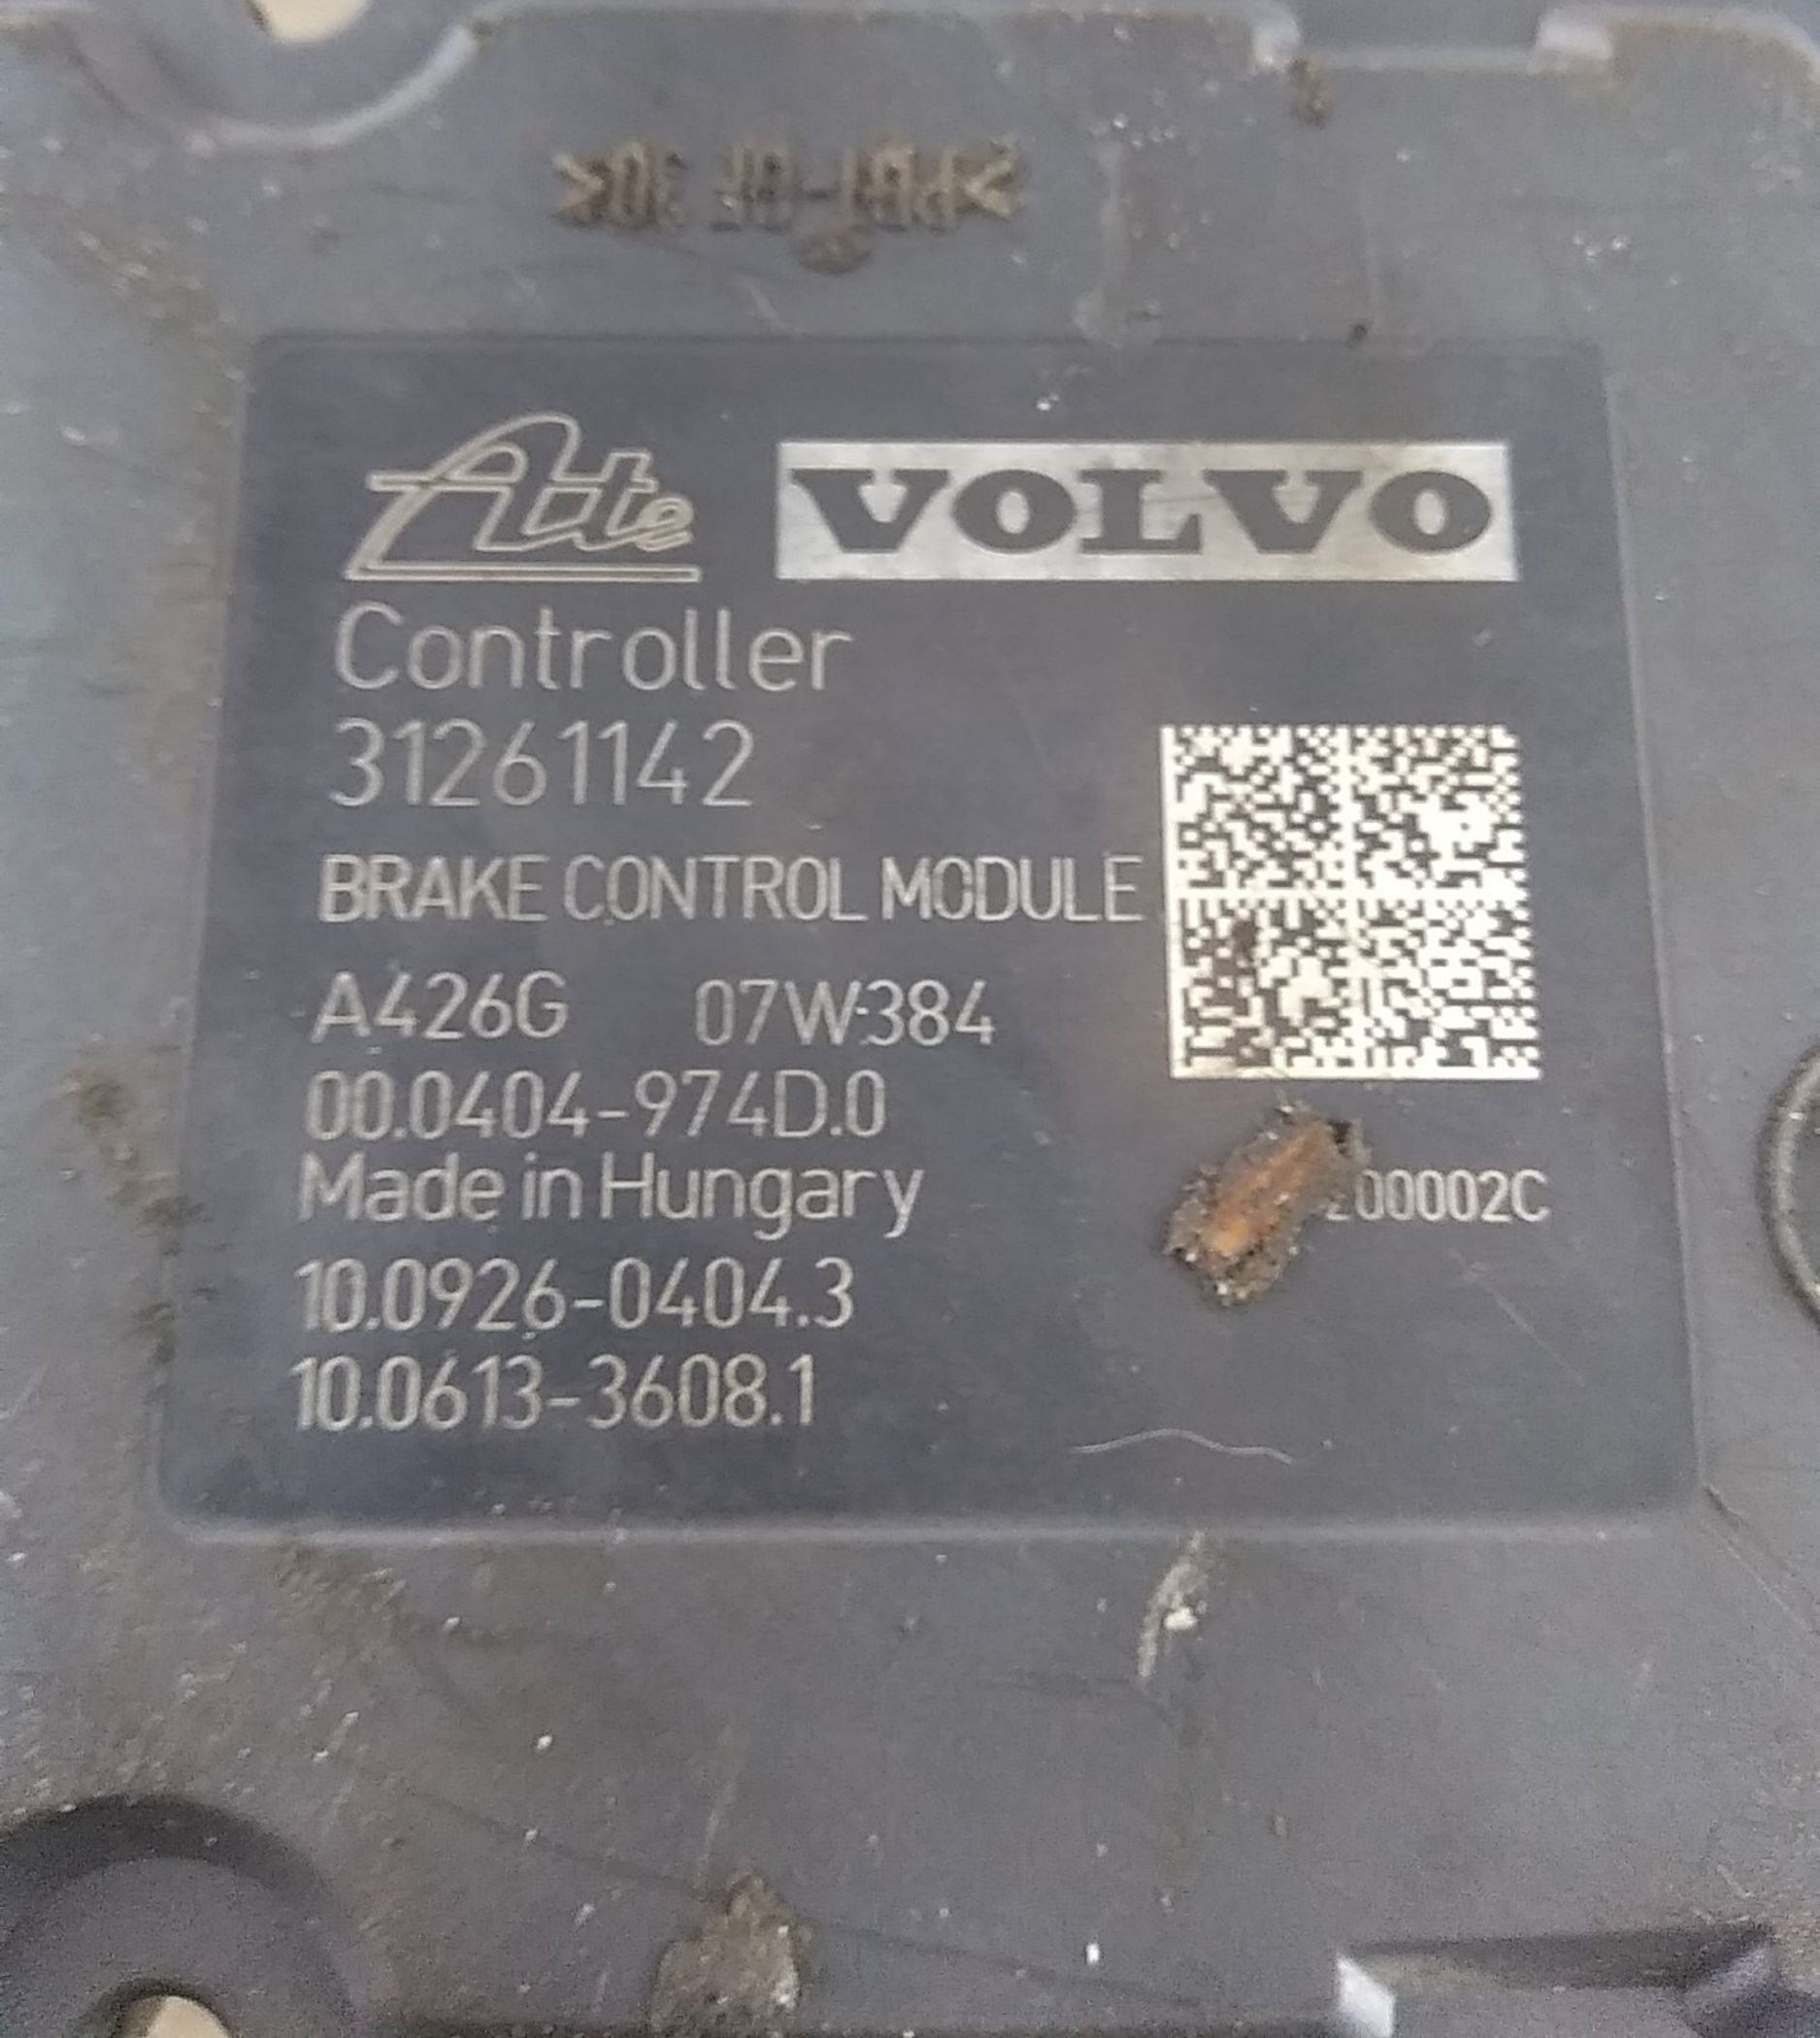 Ate VOLVO
Controller
31261142
BRAKE CONTROL MODULE
A426G 07W384
00.0404-974D.0
Made in Hungary
10.0926-0404.3
10.0613-3608.1